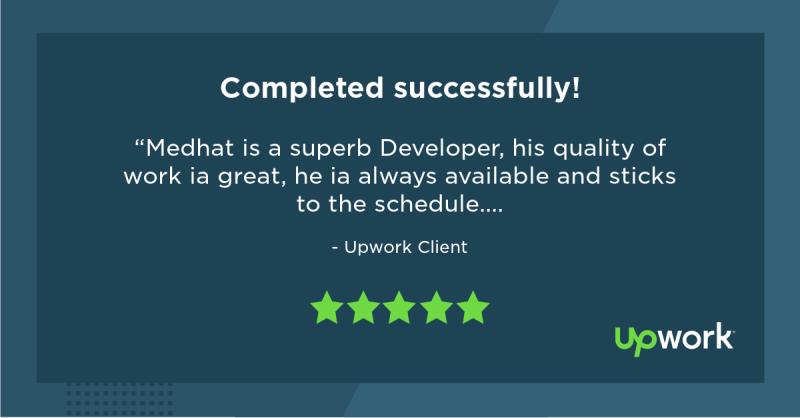 Completed successfully!
“Medhat is a superb Developer, his quality of
work ia great, he ia always available and sticks
to the schedule....
- Upwork Client
upwork